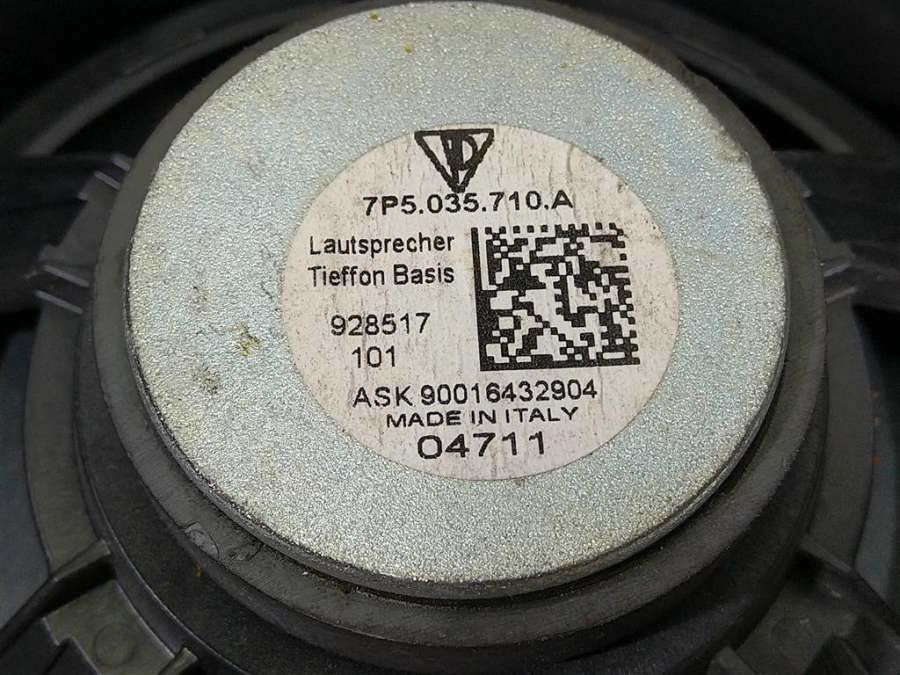 7P5.035.710.A
Lautsprecher
Tieffon Basis
928517
101
ASK 90016432904
MADE IN ITALY
04711